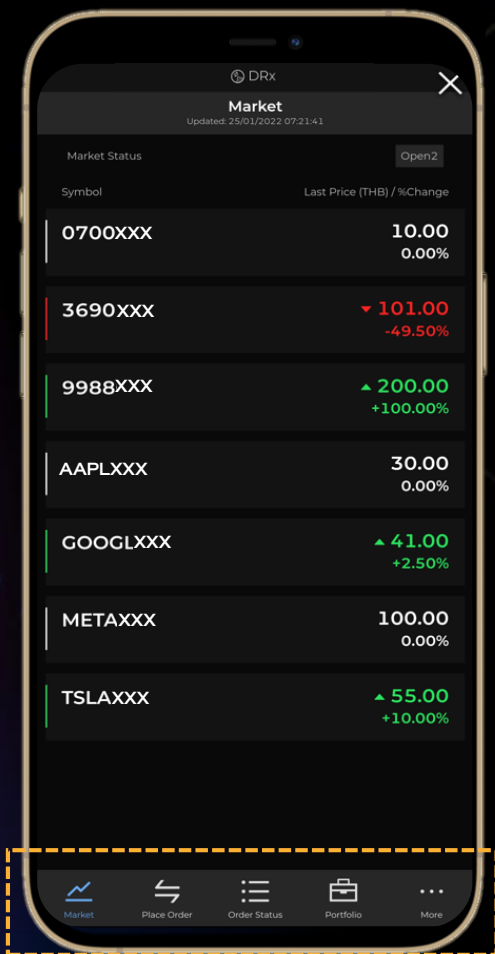 DRx
Market
Updated: 25/01/2022 07:21:41
Market Status Open2
Symbol Last Price (THB) / %Change
0700XXX 10.00
0.00%
3690XXX 101.00
-49.50%
9988XXX 200.00
+100.00%
AAPLXXX 30.00
0.00%
GOOGLXXX 41.00
+2.50%
METAXXX 100.00
0.00%
TSLAXXX 55.00
+10.00%
Market Place Order Order Status Portfolio More